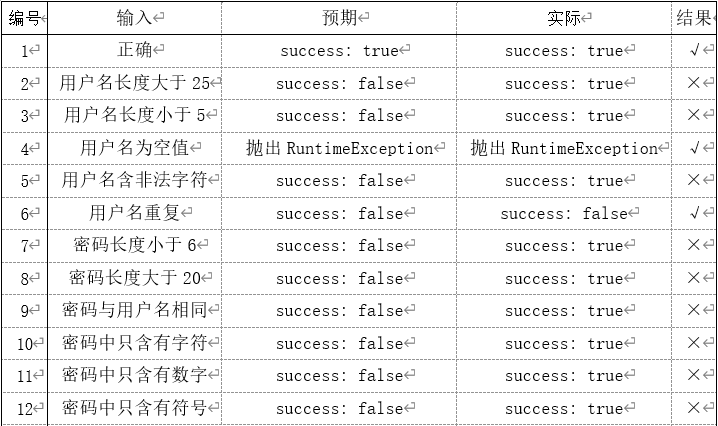 编号 输入 预期 实际 结果
1 正确 success: true success: true √
2 用户名长度大于 25 success: false success: true ×
3 用户名长度小于 5 success: false success: true ×
4 用户名为空值 抛出 RuntimeException 抛出 RuntimeException √
5 用户名含非法字符 success: false success: true ×
6 用户名重复 success: false success: false √
7 密码长度小于 6 success: false success: true ×
8 密码长度大于 20 success: false success: true ×
9 密码与用户名相同 success: false success: true ×
10 密码中只含有字符 success: false success: true ×
11 密码中只含有数字 success: false success: true ×
12 密码中只含有符号 success: false success: true ×